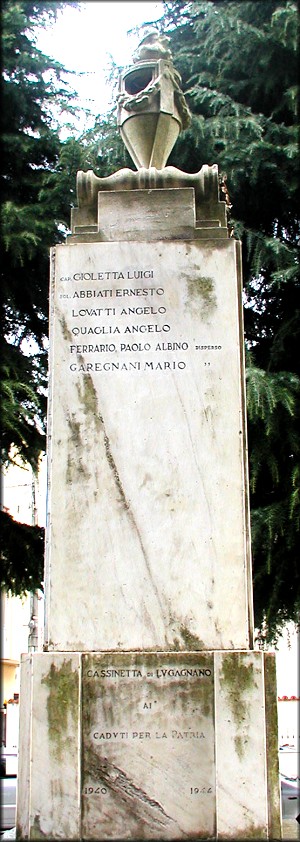 CAP. GIOLETTA LUIGI
SOL. ABBIATI ERNESTO
LOVATTI ANGELO
QUAGLIA ANGELO
FERRARIO, PAOLO ALBINO DISPERSO
GAREGNANI MARIO "
CASSINETTA DI LVGAGNANO
AI
CADVTI PER LA PATRIA
1940 1944